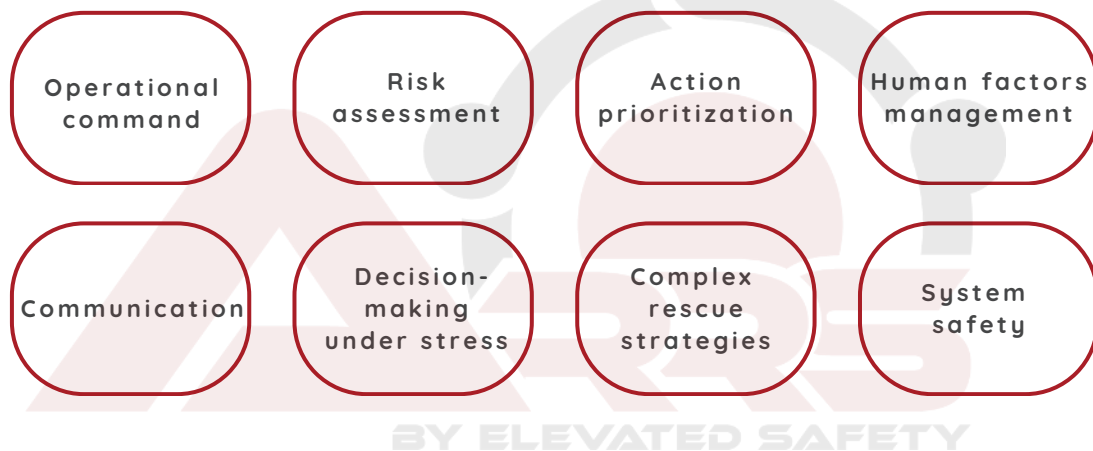 Operational
command
Risk
assessment
Action
prioritization
Human factors
management
Communication
Decision-
making
under stress
Complex
rescue
strategies
System
safety
ARRS
BY ELEVATED SAFETY